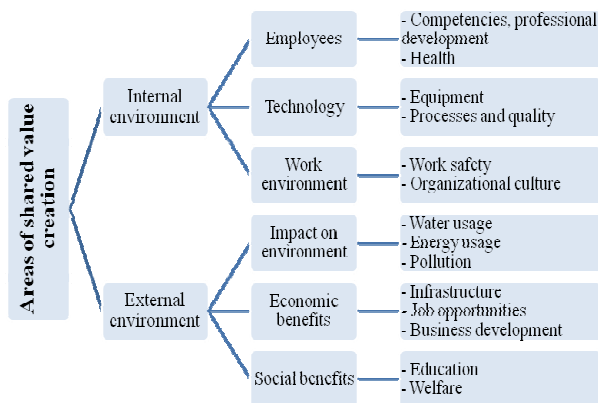 Areas of shared value
creation
Internal
environment
External
environment
Employees
- Competencies, professional
development
- Health
Technology
- Equipment
- Processes and quality
Work
environment
- Work safety
- Organizational culture
Impact on
environment
- Water usage
- Energy usage
- Pollution
Economic
benefits
- Infrastructure
- Job opportunities
- Business development
Social benefits
- Education
- Welfare